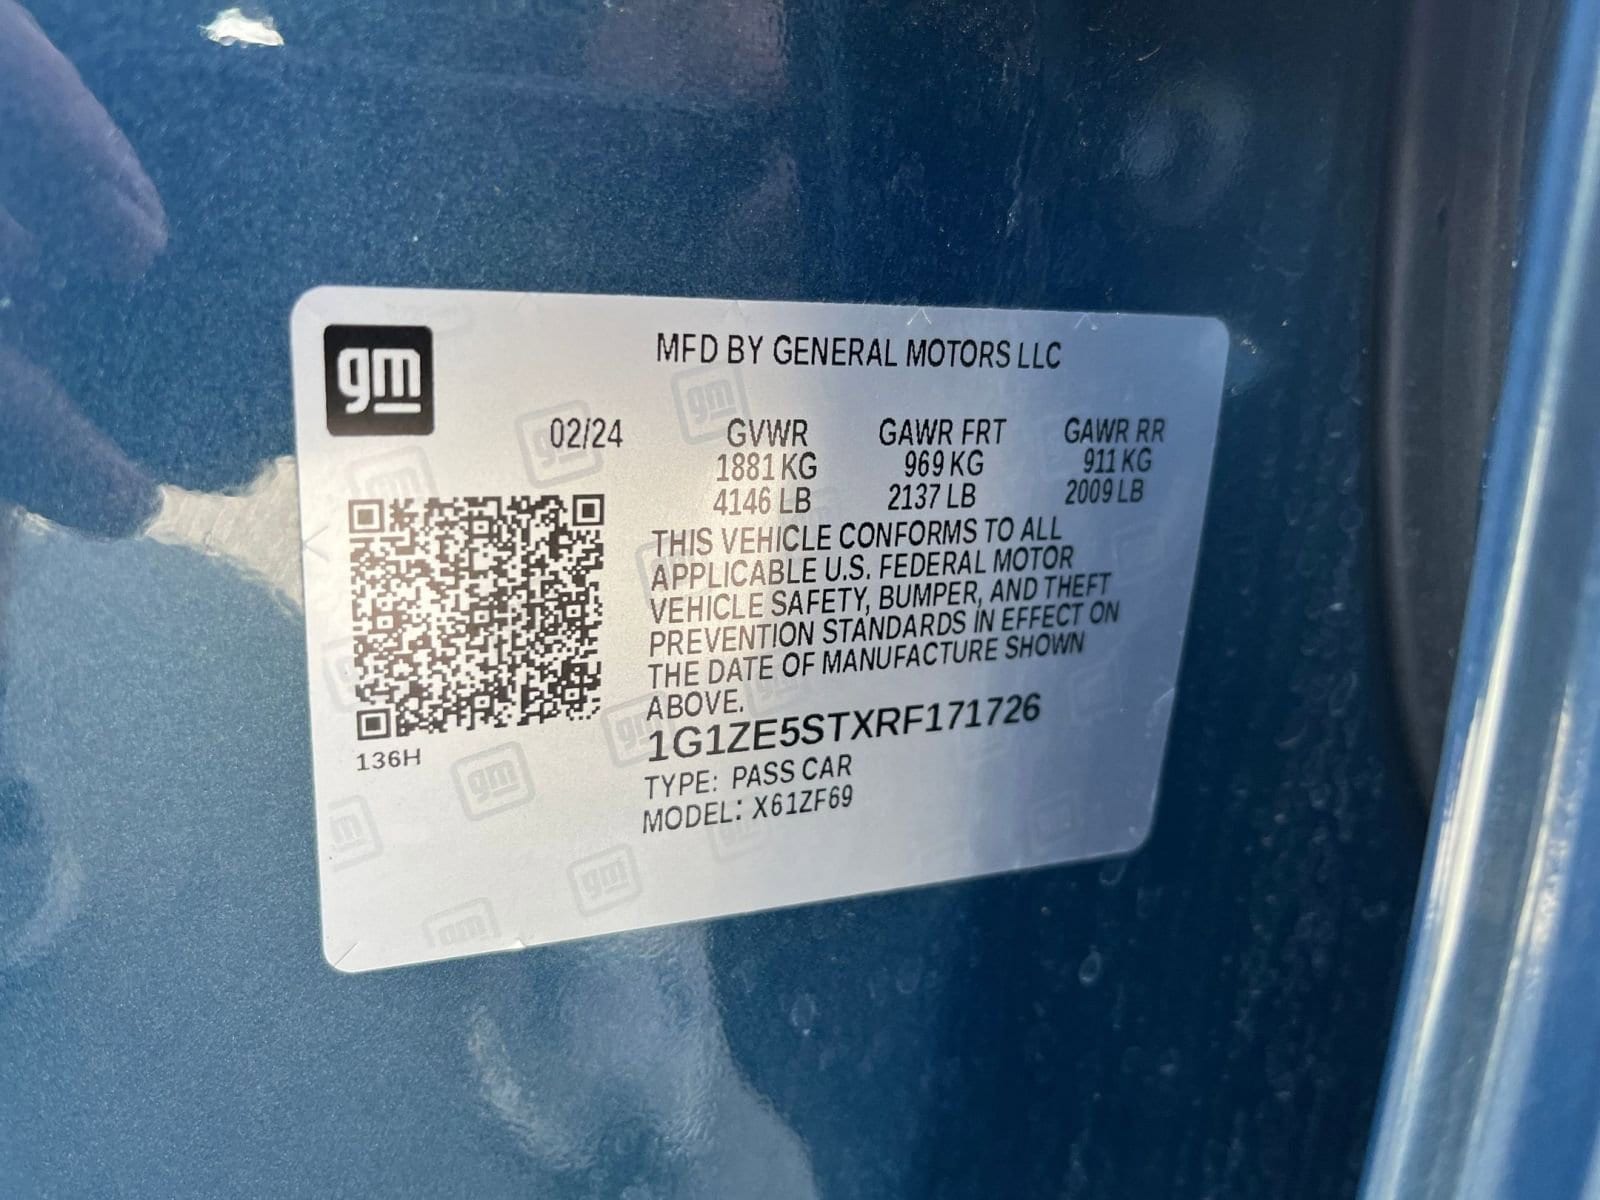 gm
MFD BY GENERAL MOTORS LLC
02/24 GVWR GAWR FRT GAWR RR
1881 KG 969 KG 911 KG
4146 LB 2137 LB 2009 LB
THIS VEHICLE CONFORMS TO ALL
APPLICABLE U.S. FEDERAL MOTOR
VEHICLE SAFETY, BUMPER, AND THEFT
PREVENTION STANDARDS IN EFFECT ON
THE DATE OF MANUFACTURE SHOWN
ABOVE.
1G1ZE5STXRF171726
136H
TYPE: PASS CAR
MODEL: X61ZF69